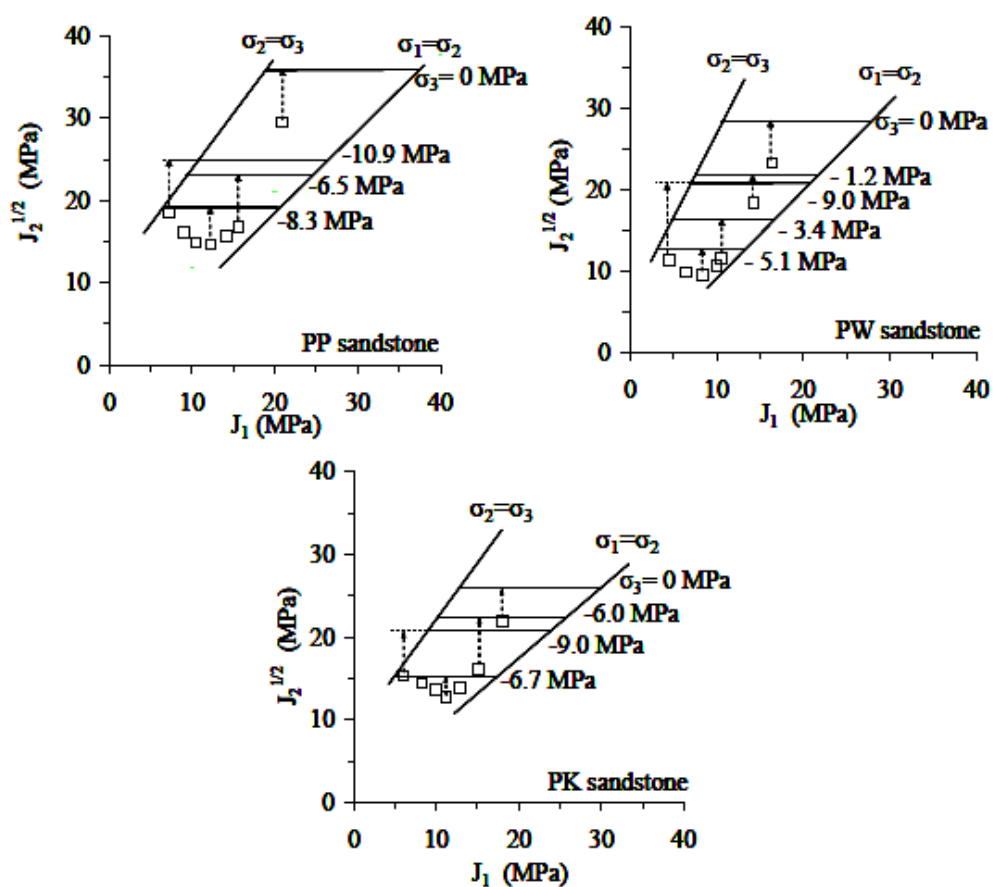 40
30
20
10
0
J₂^1/2 (MPa)
σ₂=σ₃
σ₁=σ₂
σ₃= 0 MPa
-10.9 MPa
-6.5 MPa
-8.3 MPa
PP sandstone
0 10 20 30 40
J₁ (MPa)
40
30
20
10
0
J₂^1/2 (MPa)
σ₂=σ₃
σ₁=σ₂
σ₃= 0 MPa
- 1.2 MPa
- 9.0 MPa
- 3.4 MPa
- 5.1 MPa
PW sandstone
0 10 20 30 40
J₁ (MPa)
40
30
20
10
0
J₂^1/2 (MPa)
σ₂=σ₃
σ₁=σ₂
σ₃= 0 MPa
-6.0 MPa
-9.0 MPa
-6.7 MPa
PK sandstone
0 10 20 30 40
J₁ (MPa)